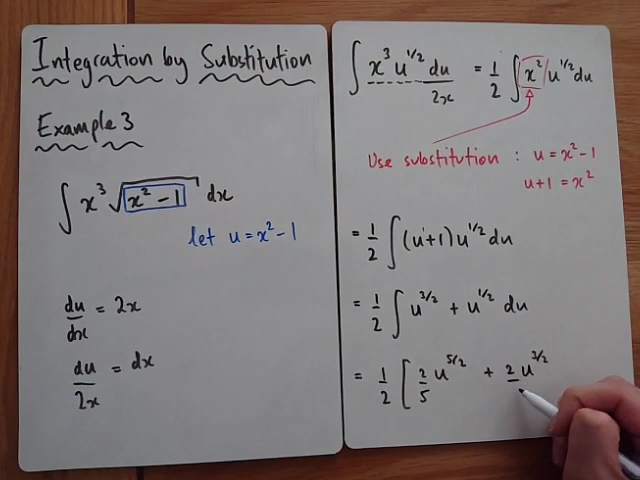 Integration by Substitution
Example 3
∫ x³ √(x² − 1) dx
let u = x² − 1
du/dx = 2x
du/2x = dx
∫ x³ u^1/2 du/2x = 1/2 ∫ x² u^1/2 du
Use substitution : u = x² − 1
u + 1 = x²
= 1/2 ∫ (u + 1) u^1/2 du
= 1/2 ∫ u^3/2 + u^1/2 du
= 1/2 [ 2/5 u^5/2 + 2 u^3/2